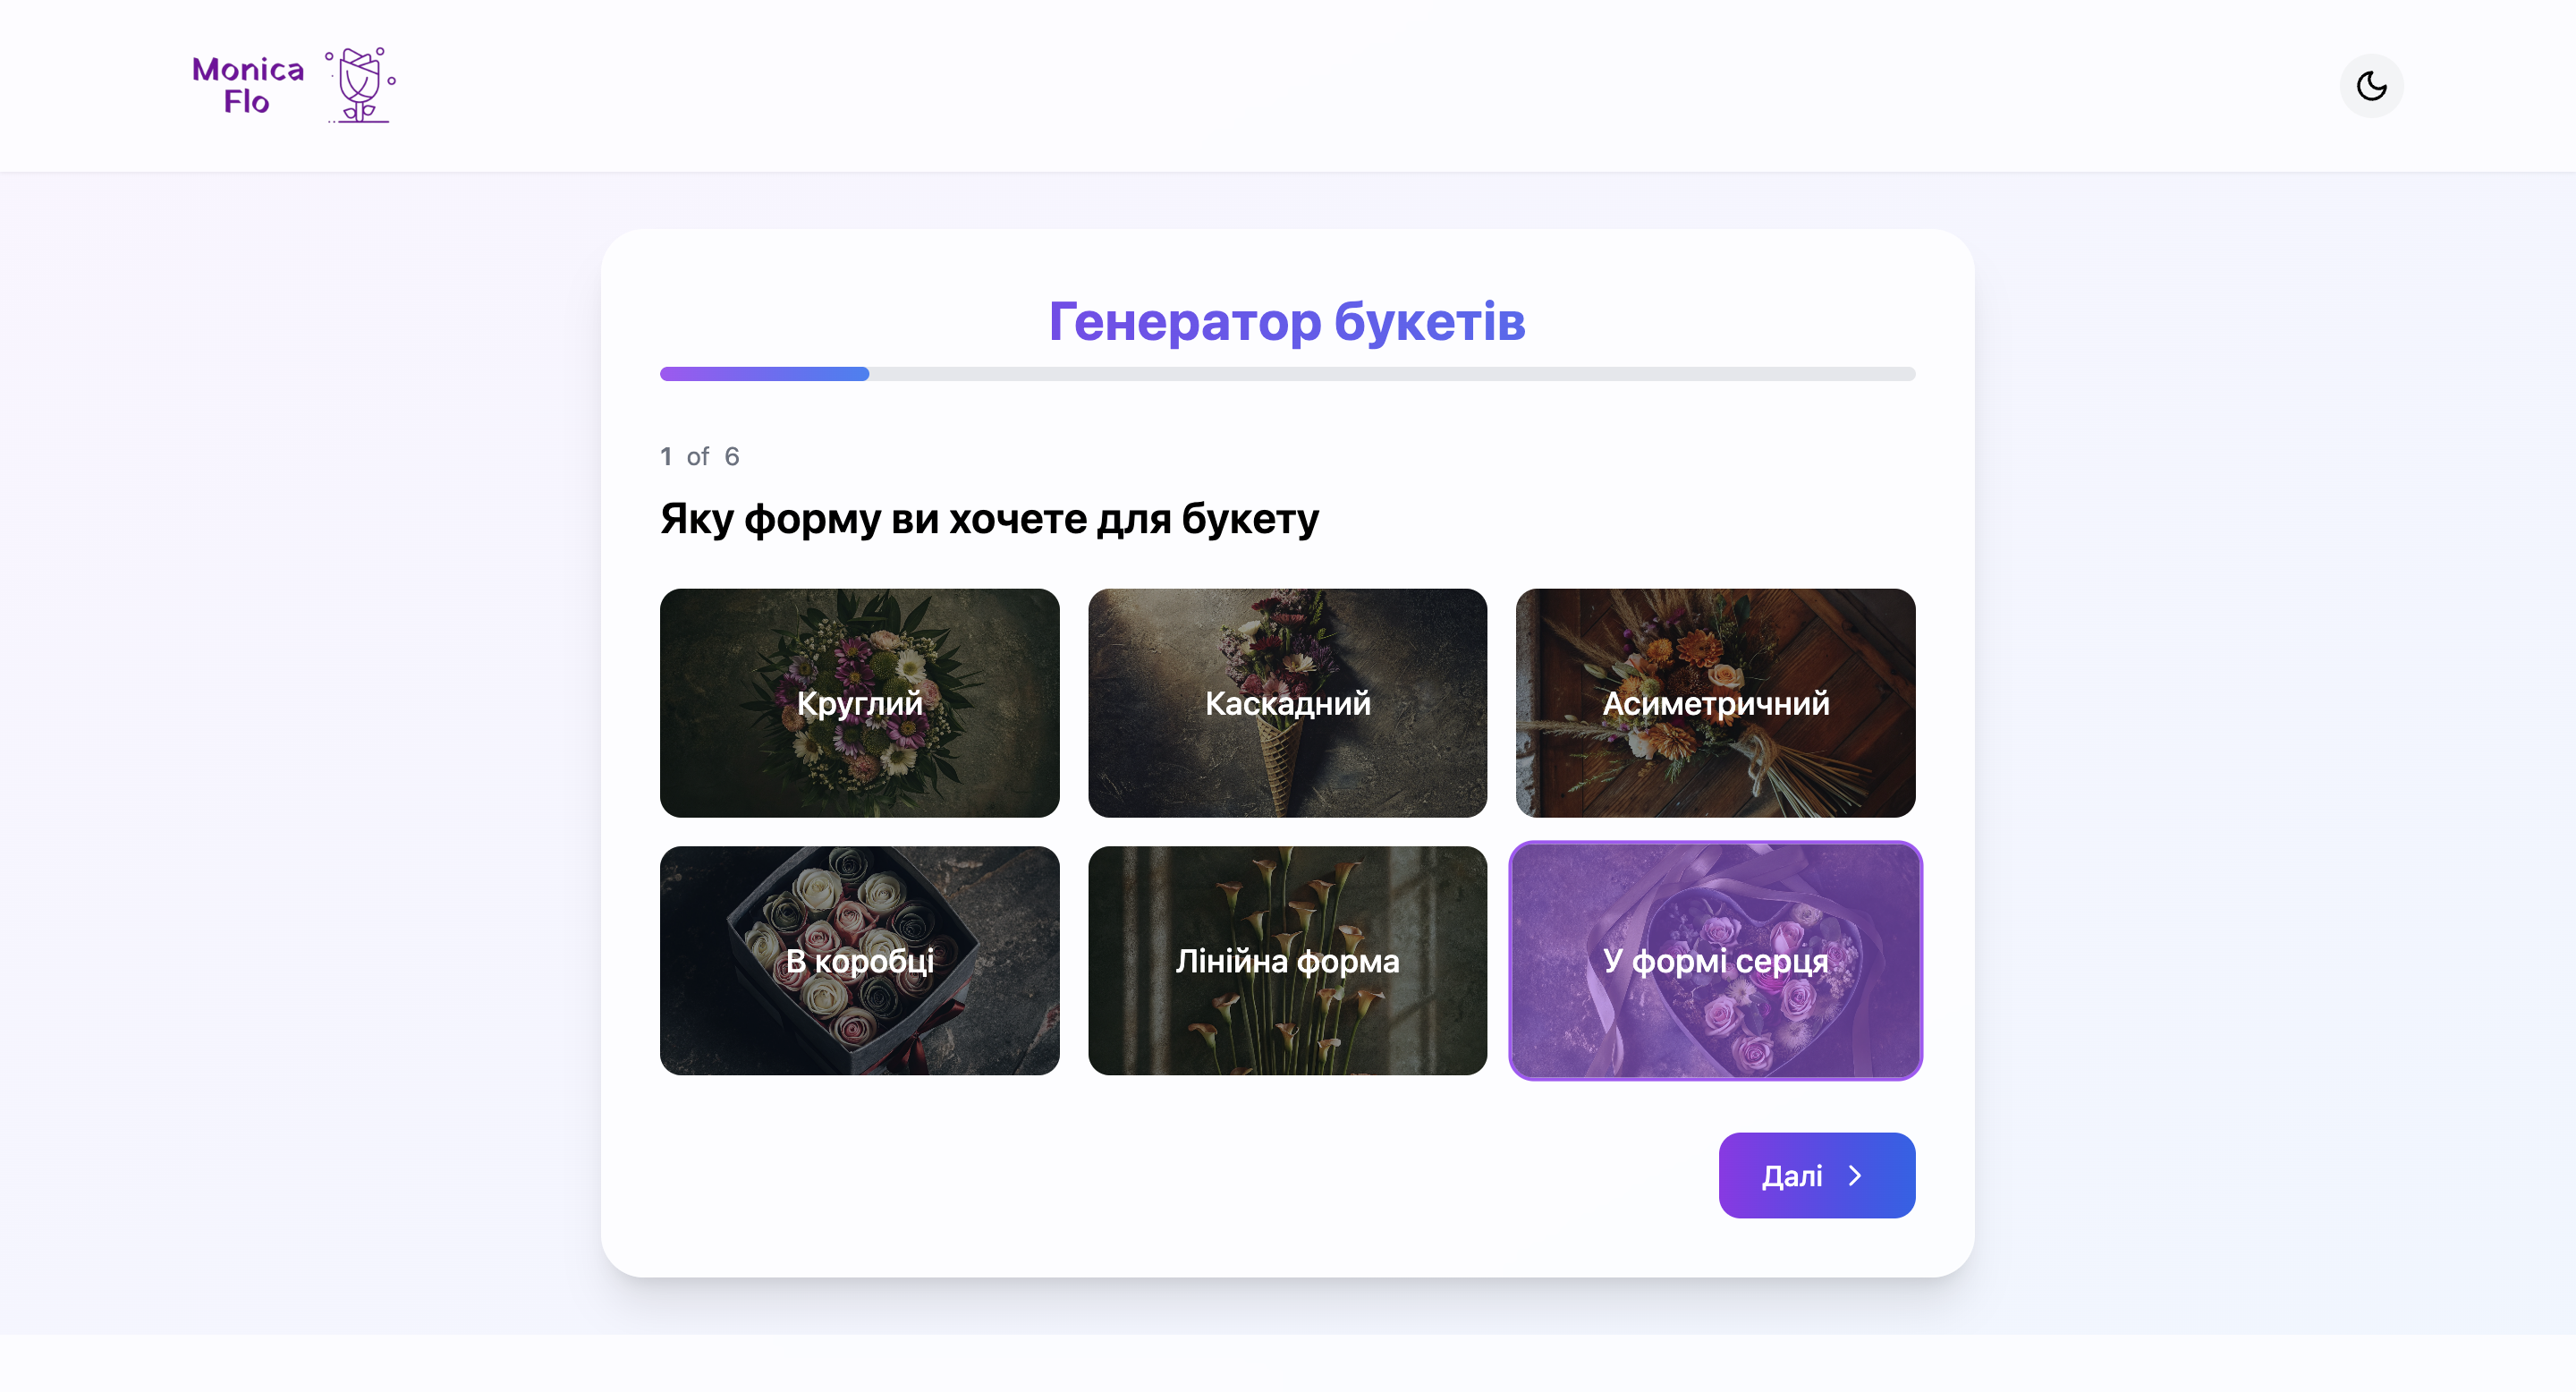 Monica
Flo
Генератор букетів
1 of 6
Яку форму ви хочете для букету
Круглий
Каскадний
Асиметричний
В коробці
Лінійна форма
У формі серця
Далі